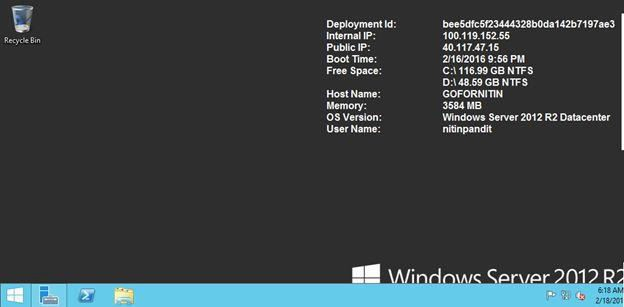 Recycle Bin
Deployment Id: bee5dfc5f23444328b0da142b7197ae3
Internal IP: 100.119.152.55
Public IP: 40.117.47.15
Boot Time: 2/16/2016 9:56 PM
Free Space: C:\ 116.99 GB NTFS
D:\ 48.59 GB NTFS
Host Name: GOFORNITIN
Memory: 3584 MB
OS Version: Windows Server 2012 R2 Datacenter
User Name: nitinpandit
Windows Server 2012 R2
6:18 AM
2/18/201